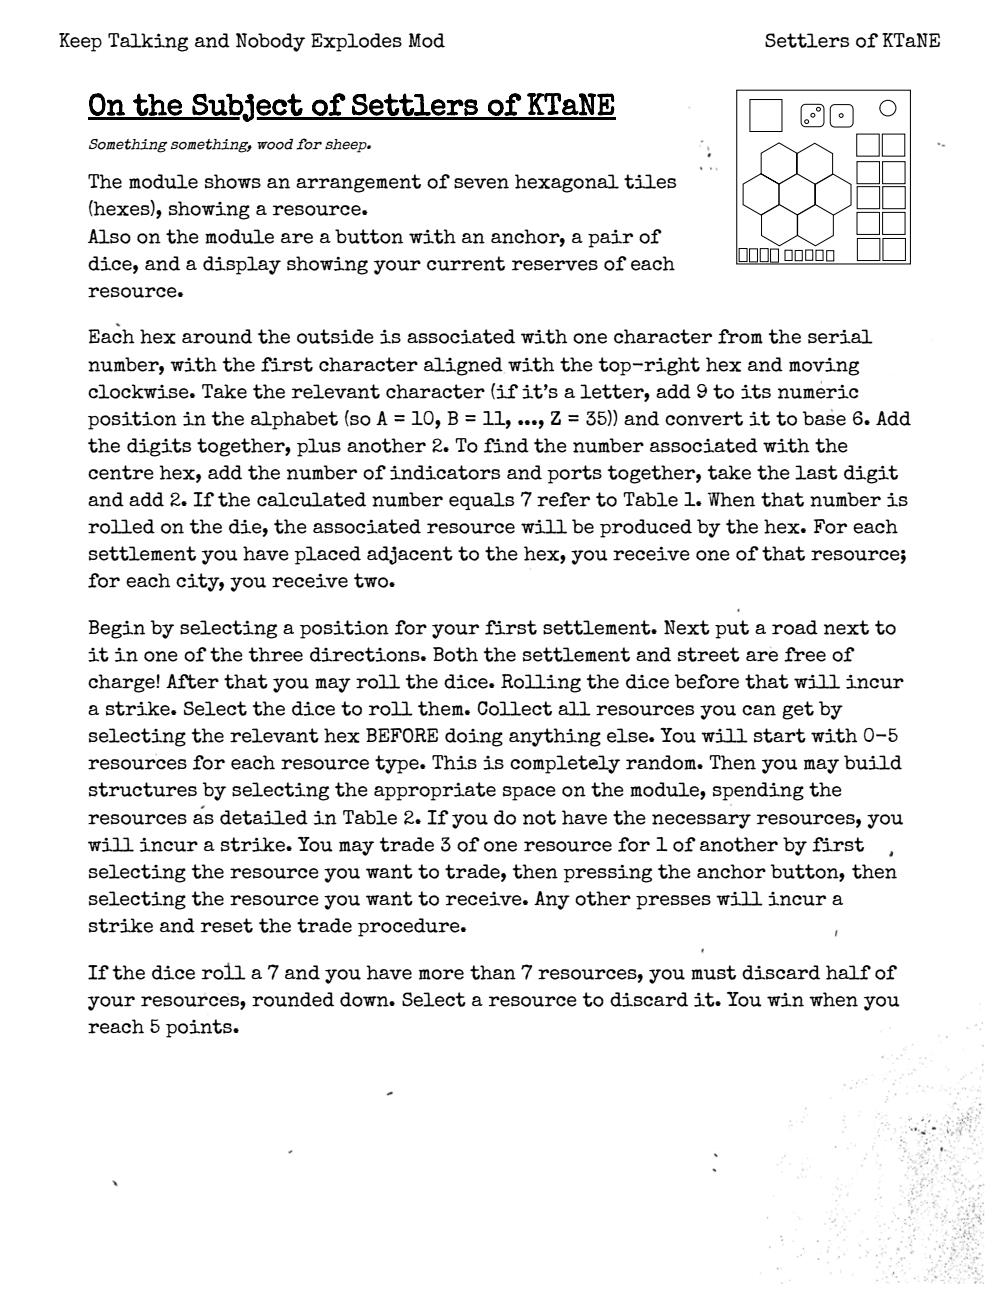 Keep Talking and Nobody Explodes Mod
Settlers of KTaNE
On the Subject of Settlers of KTaNE
Something something, wood for sheep.
The module shows an arrangement of seven hexagonal tiles
(hexes), showing a resource.
Also on the module are a button with an anchor, a pair of
dice, and a display showing your current reserves of each
resource.
Each hex around the outside is associated with one character from the serial
number, with the first character aligned with the top-right hex and moving
clockwise. Take the relevant character (if it's a letter, add 9 to its numeric
position in the alphabet (so A = 10, B = 11, ..., Z = 35)) and convert it to base 6. Add
the digits together, plus another 2. To find the number associated with the
centre hex, add the number of indicators and ports together, take the last digit
and add 2. If the calculated number equals 7 refer to Table 1. When that number is
rolled on the die, the associated resource will be produced by the hex. For each
settlement you have placed adjacent to the hex, you receive one of that resource;
for each city, you receive two.
Begin by selecting a position for your first settlement. Next put a road next to
it in one of the three directions. Both the settlement and street are free of
charge! After that you may roll the dice. Rolling the dice before that will incur
a strike. Select the dice to roll them. Collect all resources you can get by
selecting the relevant hex BEFORE doing anything else. You will start with 0-5
resources for each resource type. This is completely random. Then you may build
structures by selecting the appropriate space on the module, spending the
resources as detailed in Table 2. If you do not have the necessary resources, you
will incur a strike. You may trade 3 of one resource for 1 of another by first
selecting the resource you want to trade, then pressing the anchor button, then
selecting the resource you want to receive. Any other presses will incur a
strike and reset the trade procedure.
If the dice roll a 7 and you have more than 7 resources, you must discard half of
your resources, rounded down. Select a resource to discard it. You win when you
reach 5 points.